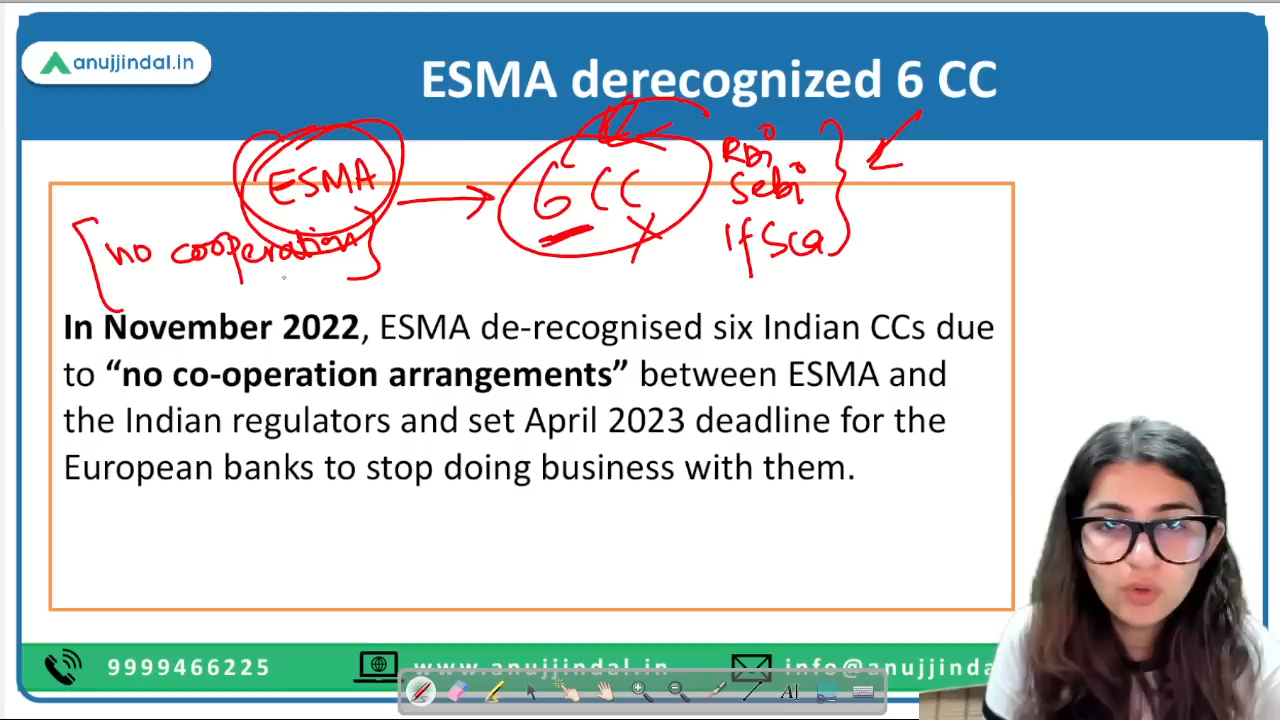 anujjindal.in
ESMA derecognized 6 CC
ESMA
6 CC
RBI
Sebi
Ifsca
no cooperation
In November 2022, ESMA de-recognised six Indian CCs due
to “no co-operation arrangements” between ESMA and
the Indian regulators and set April 2023 deadline for the
European banks to stop doing business with them.
9999466225
www.anujjindal.in
info@anujjinda
AI